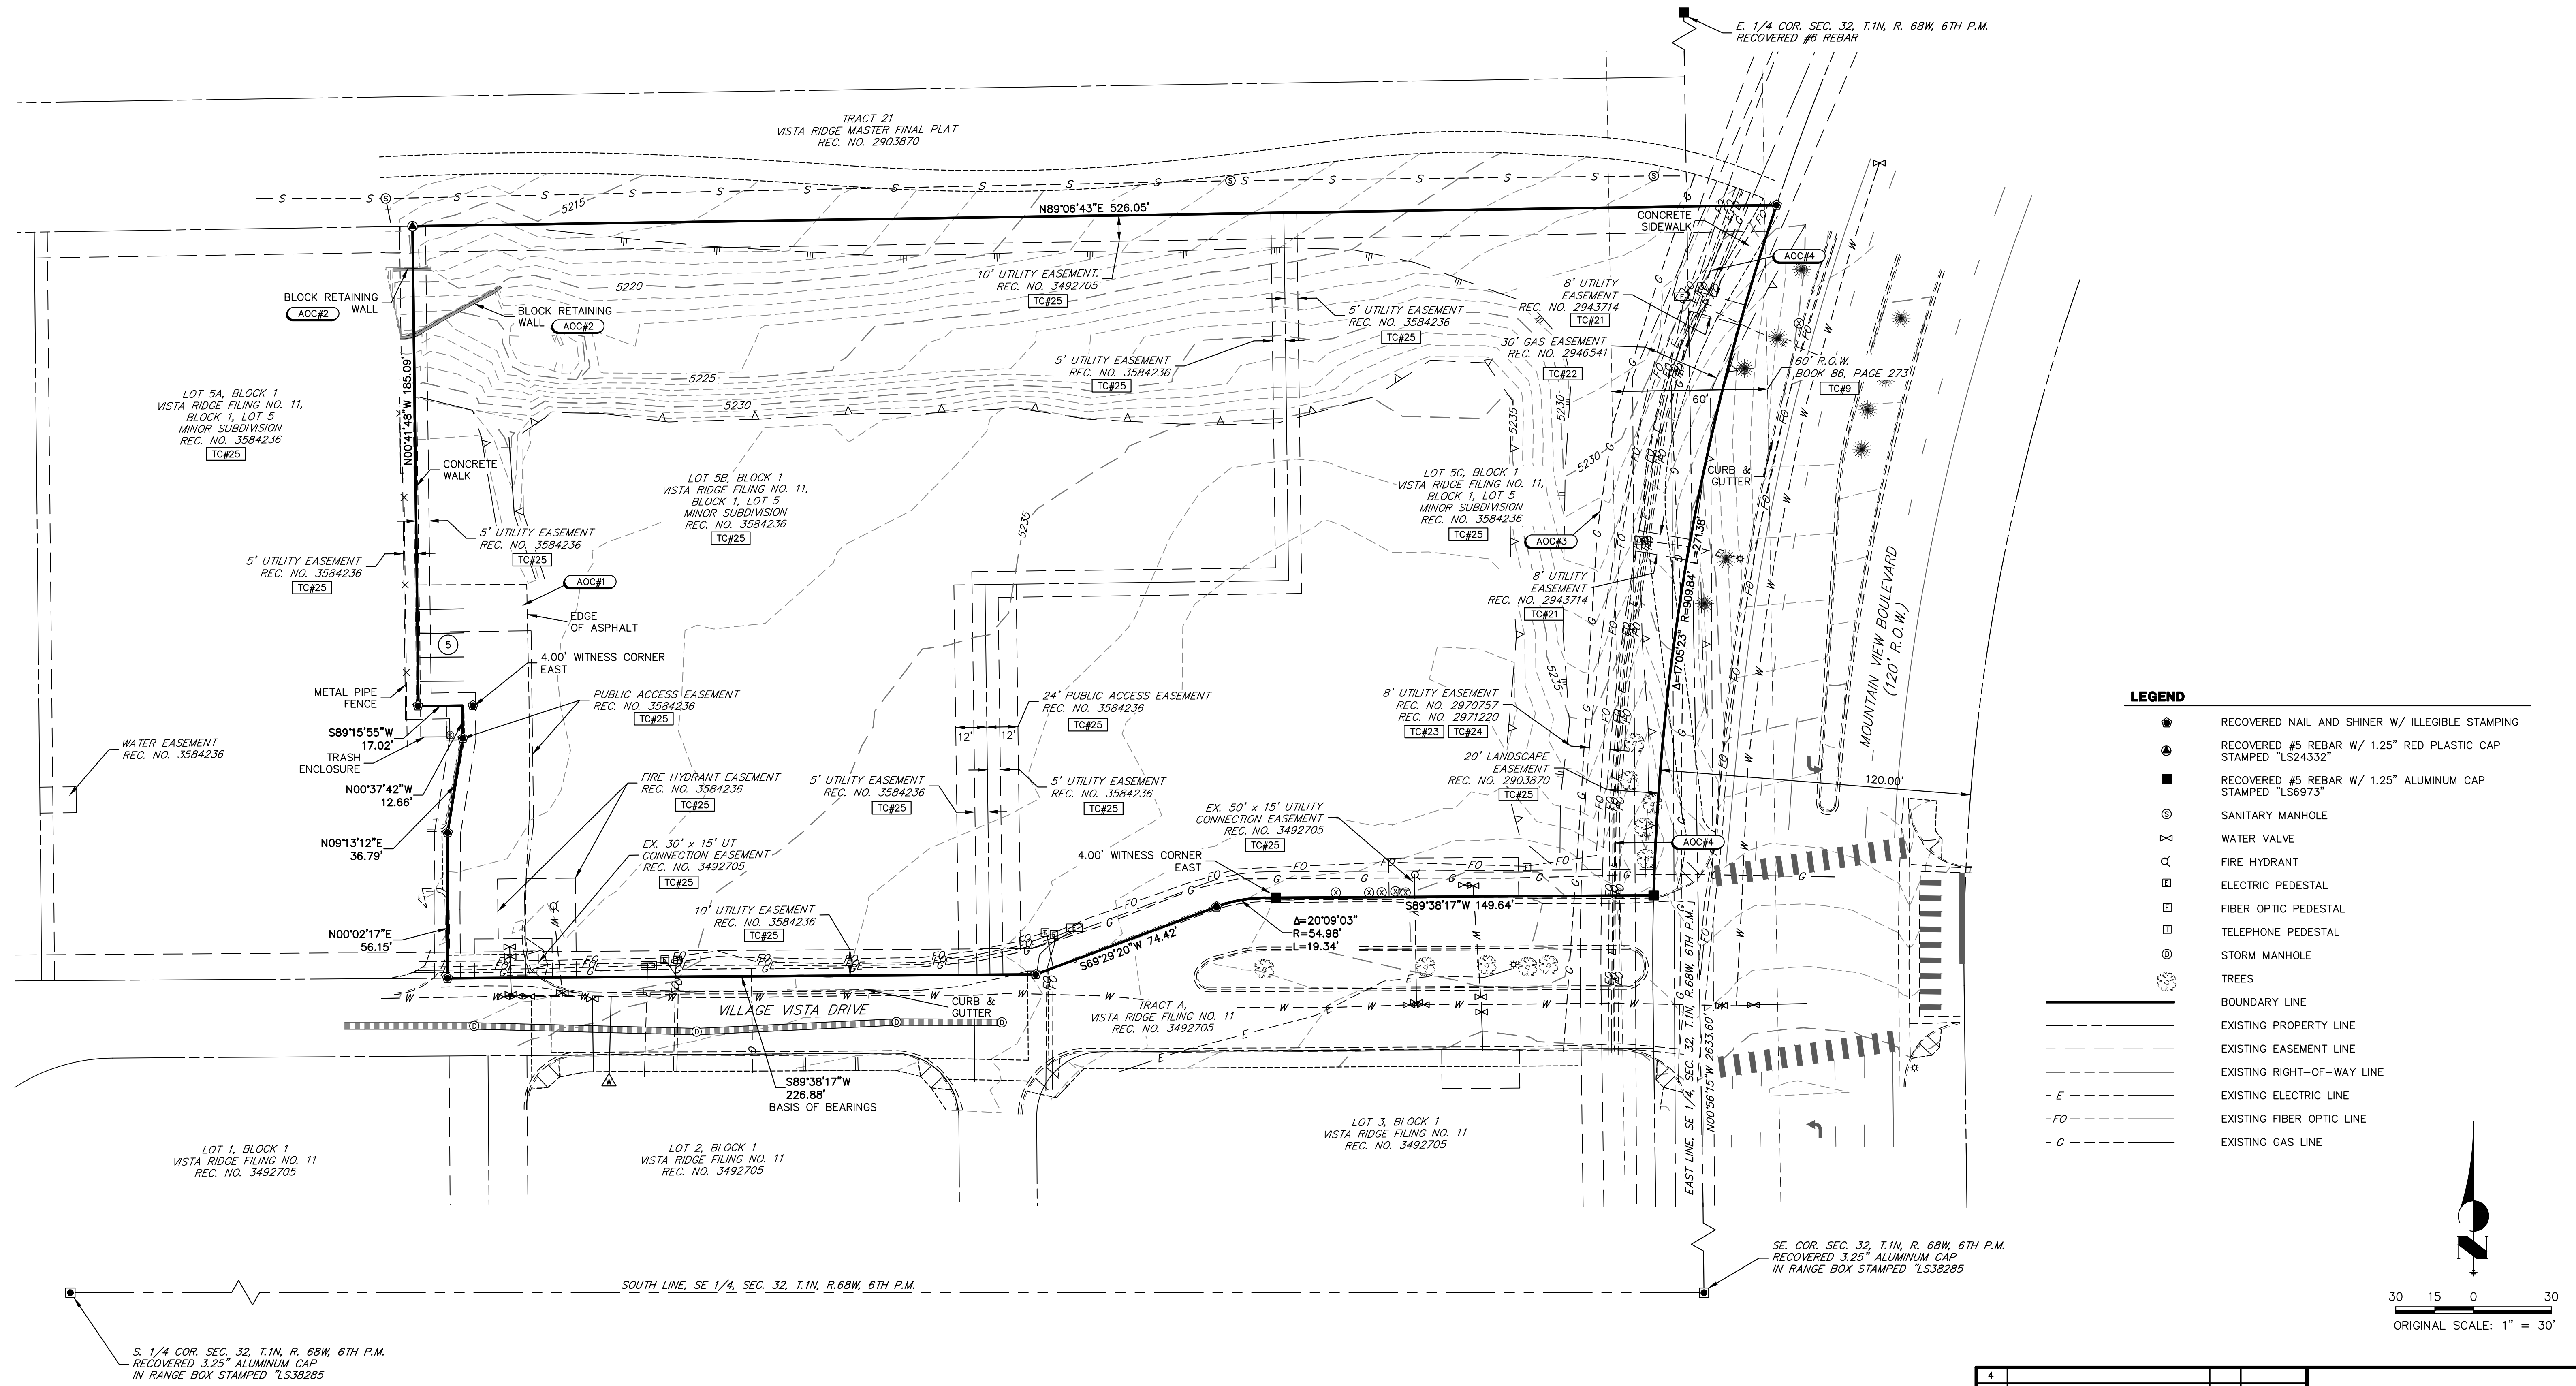 E. 1/4 COR. SEC. 32, T.1N, R. 68W, 6TH P.M.
RECOVERED #6 REBAR
TRACT 21
VISTA RIDGE MASTER FINAL PLAT
REC. NO. 2903870
N89°06'43"E 526.05'
5215
CONCRETE
SIDEWALK
AOC#4
BLOCK RETAINING
WALL
AOC#2
BLOCK RETAINING
WALL
AOC#2
5220
5225
5230
10' UTILITY EASEMENT
REC. NO. 3492705
TC#25
5' UTILITY EASEMENT
REC. NO. 3584236
TC#25
5' UTILITY EASEMENT
REC. NO. 3584236
TC#25
8' UTILITY
EASEMENT
REC. NO. 2943714
TC#21
30' GAS EASEMENT
REC. NO. 2946541
TC#22
60' R.O.W.
BOOK 86, PAGE 273
TC#9
60'
N00°41'48"W 185.09'
LOT 5A, BLOCK 1
VISTA RIDGE FILING NO. 11,
BLOCK 1, LOT 5
MINOR SUBDIVISION
REC. NO. 3584236
TC#25
CONCRETE
WALK
LOT 5B, BLOCK 1
VISTA RIDGE FILING NO. 11,
BLOCK 1, LOT 5
MINOR SUBDIVISION
REC. NO. 3584236
TC#25
5235
LOT 5C, BLOCK 1
VISTA RIDGE FILING NO. 11,
BLOCK 1, LOT 5
MINOR SUBDIVISION
REC. NO. 3584236
TC#25
5235
5230
5230
CURB &
GUTTER
AOC#3
5' UTILITY EASEMENT
REC. NO. 3584236
TC#25
5' UTILITY EASEMENT
REC. NO. 3584236
TC#25
AOC#1
EDGE
OF ASPHALT
5
8' UTILITY
EASEMENT
REC. NO. 2943714
TC#21
Δ=17°05'23" R=909.84' L=271.38'
MOUNTAIN VIEW BOULEVARD
(120' R.O.W.)
4.00' WITNESS CORNER
EAST
METAL PIPE
FENCE
PUBLIC ACCESS EASEMENT
REC. NO. 3584236
TC#25
24' PUBLIC ACCESS EASEMENT
REC. NO. 3584236
TC#25
12'
12'
5235
8' UTILITY EASEMENT
REC. NO. 2970757
REC. NO. 2971220
TC#23
TC#24
S89°15'55"W
17.02'
TRASH
ENCLOSURE
WATER EASEMENT
REC. NO. 3584236
20' LANDSCAPE
EASEMENT
REC. NO. 2903870
TC#25
120.00'
N00°37'42"W
12.66'
FIRE HYDRANT EASEMENT
REC. NO. 3584236
TC#25
5' UTILITY EASEMENT
REC. NO. 3584236
TC#25
5' UTILITY EASEMENT
REC. NO. 3584236
TC#25
EX. 50' x 15' UTILITY
CONNECTION EASEMENT
REC. NO. 3492705
TC#25
N09°13'12"E
36.79'
EX. 30' x 15' UT
CONNECTION EASEMENT
REC. NO. 3492705
TC#25
4.00' WITNESS CORNER
EAST
AOC#4
S89°38'17"W 149.64'
10' UTILITY EASEMENT
REC. NO. 3584236
TC#25
Δ=20°09'03"
R=54.98'
L=19.34'
N00°02'17"E
56.15'
S69°29'20"W 74.42'
VILLAGE VISTA DRIVE
CURB &
GUTTER
TRACT A,
VISTA RIDGE FILING NO. 11
REC. NO. 3492705
S89°38'17"W
226.88'
BASIS OF BEARINGS
EAST LINE, SE 1/4, SEC. 32, T.1N, R.68W, 6TH P.M.
N00°56'15"W 2633.60'
LOT 1, BLOCK 1
VISTA RIDGE FILING NO. 11
REC. NO. 3492705
LOT 2, BLOCK 1
VISTA RIDGE FILING NO. 11
REC. NO. 3492705
LOT 3, BLOCK 1
VISTA RIDGE FILING NO. 11
REC. NO. 3492705
SOUTH LINE, SE 1/4, SEC. 32, T.1N, R.68W, 6TH P.M.
SE. COR. SEC. 32, T.1N, R. 68W, 6TH P.M.
RECOVERED 3.25" ALUMINUM CAP
IN RANGE BOX STAMPED "LS38285
S. 1/4 COR. SEC. 32, T.1N, R. 68W, 6TH P.M.
RECOVERED 3.25" ALUMINUM CAP
IN RANGE BOX STAMPED "LS38285
LEGEND
RECOVERED NAIL AND SHINER W/ ILLEGIBLE STAMPING
RECOVERED #5 REBAR W/ 1.25" RED PLASTIC CAP
STAMPED "LS24332"
RECOVERED #5 REBAR W/ 1.25" ALUMINUM CAP
STAMPED "LS6973"
S SANITARY MANHOLE
WATER VALVE
FIRE HYDRANT
E ELECTRIC PEDESTAL
F FIBER OPTIC PEDESTAL
T TELEPHONE PEDESTAL
D STORM MANHOLE
TREES
BOUNDARY LINE
EXISTING PROPERTY LINE
EXISTING EASEMENT LINE
EXISTING RIGHT-OF-WAY LINE
E EXISTING ELECTRIC LINE
FO EXISTING FIBER OPTIC LINE
G EXISTING GAS LINE
N
30 15 0 30
ORIGINAL SCALE: 1" = 30'
4